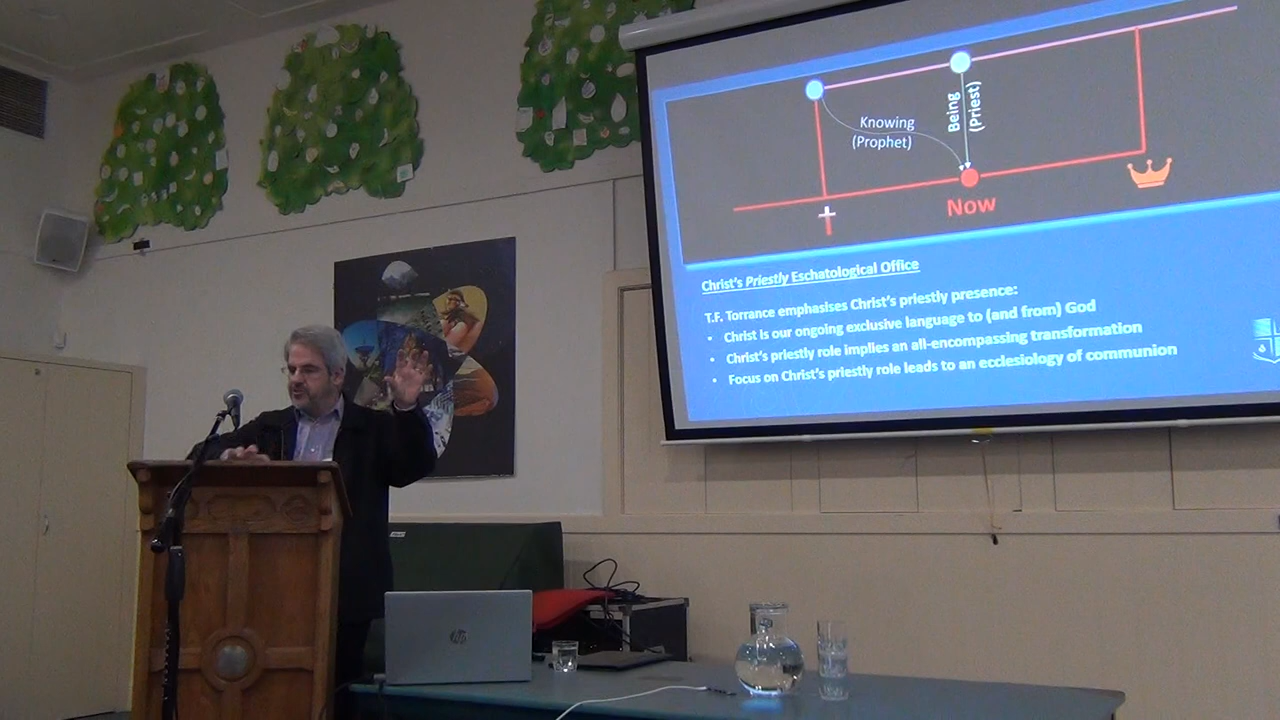 Knowing
(Prophet)
Being
(Priest)
Now
Christ's Priestly Eschatological Office
T.F. Torrance emphasises Christ's priestly presence:
• Christ is our ongoing exclusive language to (and from) God
• Christ's priestly role implies an all-encompassing transformation
• Focus on Christ's priestly role leads to an ecclesiology of communion
hp